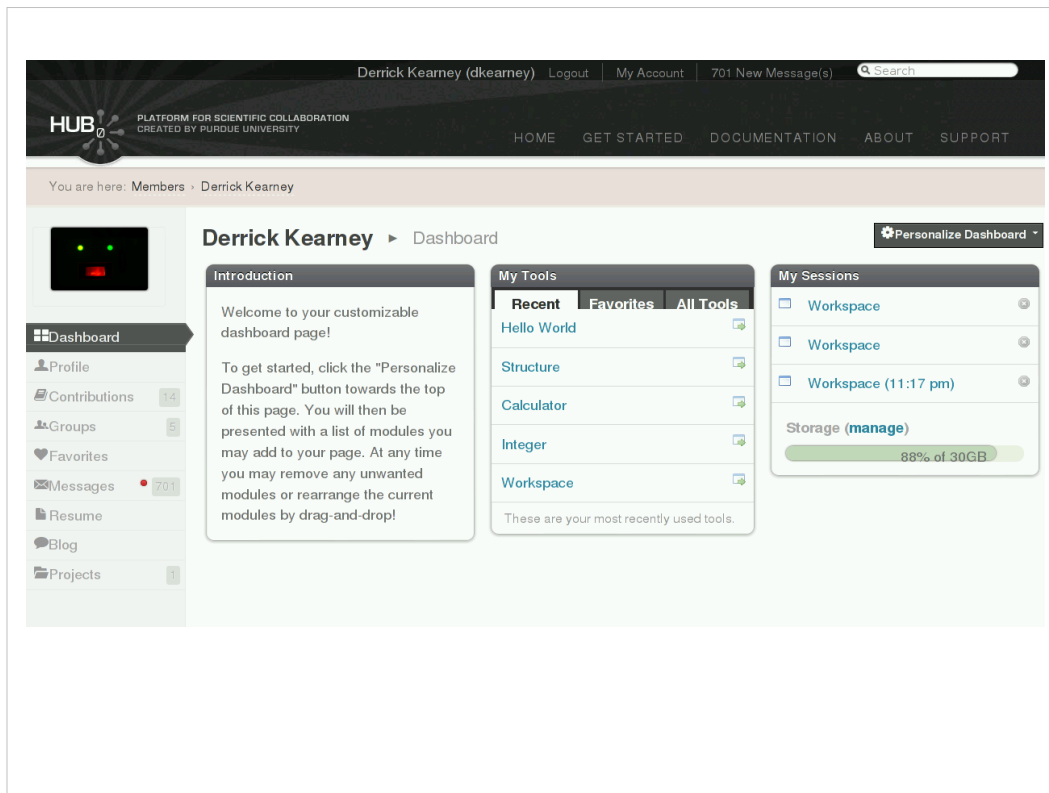 Derrick Kearney (dkearney) Logout My Account 701 New Message(s) Search
HUB0
PLATFORM FOR SCIENTIFIC COLLABORATION
CREATED BY PURDUE UNIVERSITY
HOME GET STARTED DOCUMENTATION ABOUT SUPPORT
You are here: Members › Derrick Kearney
Derrick Kearney ► Dashboard
Personalize Dashboard
Dashboard
Profile
Contributions 14
Groups 5
Favorites
Messages 701
Resume
Blog
Projects 1
Introduction
Welcome to your customizable
dashboard page!
To get started, click the "Personalize
Dashboard" button towards the top
of this page. You will then be
presented with a list of modules you
may add to your page. At any time
you may remove any unwanted
modules or rearrange the current
modules by drag-and-drop!
My Tools
Recent Favorites All Tools
Hello World
Structure
Calculator
Integer
Workspace
These are your most recently used tools.
My Sessions
Workspace
Workspace
Workspace (11:17 pm)
Storage (manage)
88% of 30GB